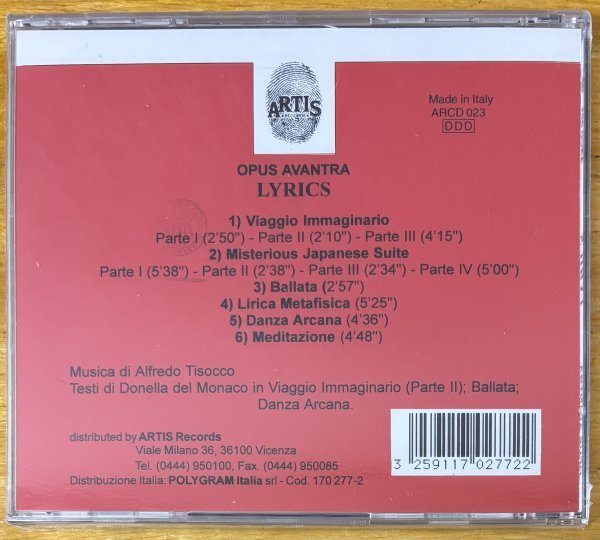 ARTIS
Made in Italy
ARCD 023
DDD
OPUS AVANTRA
LYRICS
1) Viaggio Immaginario
Parte I (2'50") - Parte II (2'10) - Parte III (4'15")
2) Misterious Japanese Suite
Parte I (5'38") - Parte II (2'38") - Parte III (2'34") - Parte IV (5'00")
3) Ballata (2'57")
4) Lirica Metafisica (5'25")
5) Danza Arcana (4'36")
6) Meditazione (4'48")
Musica di Alfredo Tisocco
Testi di Donella del Monaco in Viaggio Immaginario (Parte II); Ballata;
Danza Arcana.
distributed by ARTIS Records
Viale Milano 36, 36100 Vicenza
Tel. (0444) 950100, Fax. (0444) 950085
Distribuzione Italia: POLYGRAM Italia srl - Cod. 170 277-2
3 259117 027722